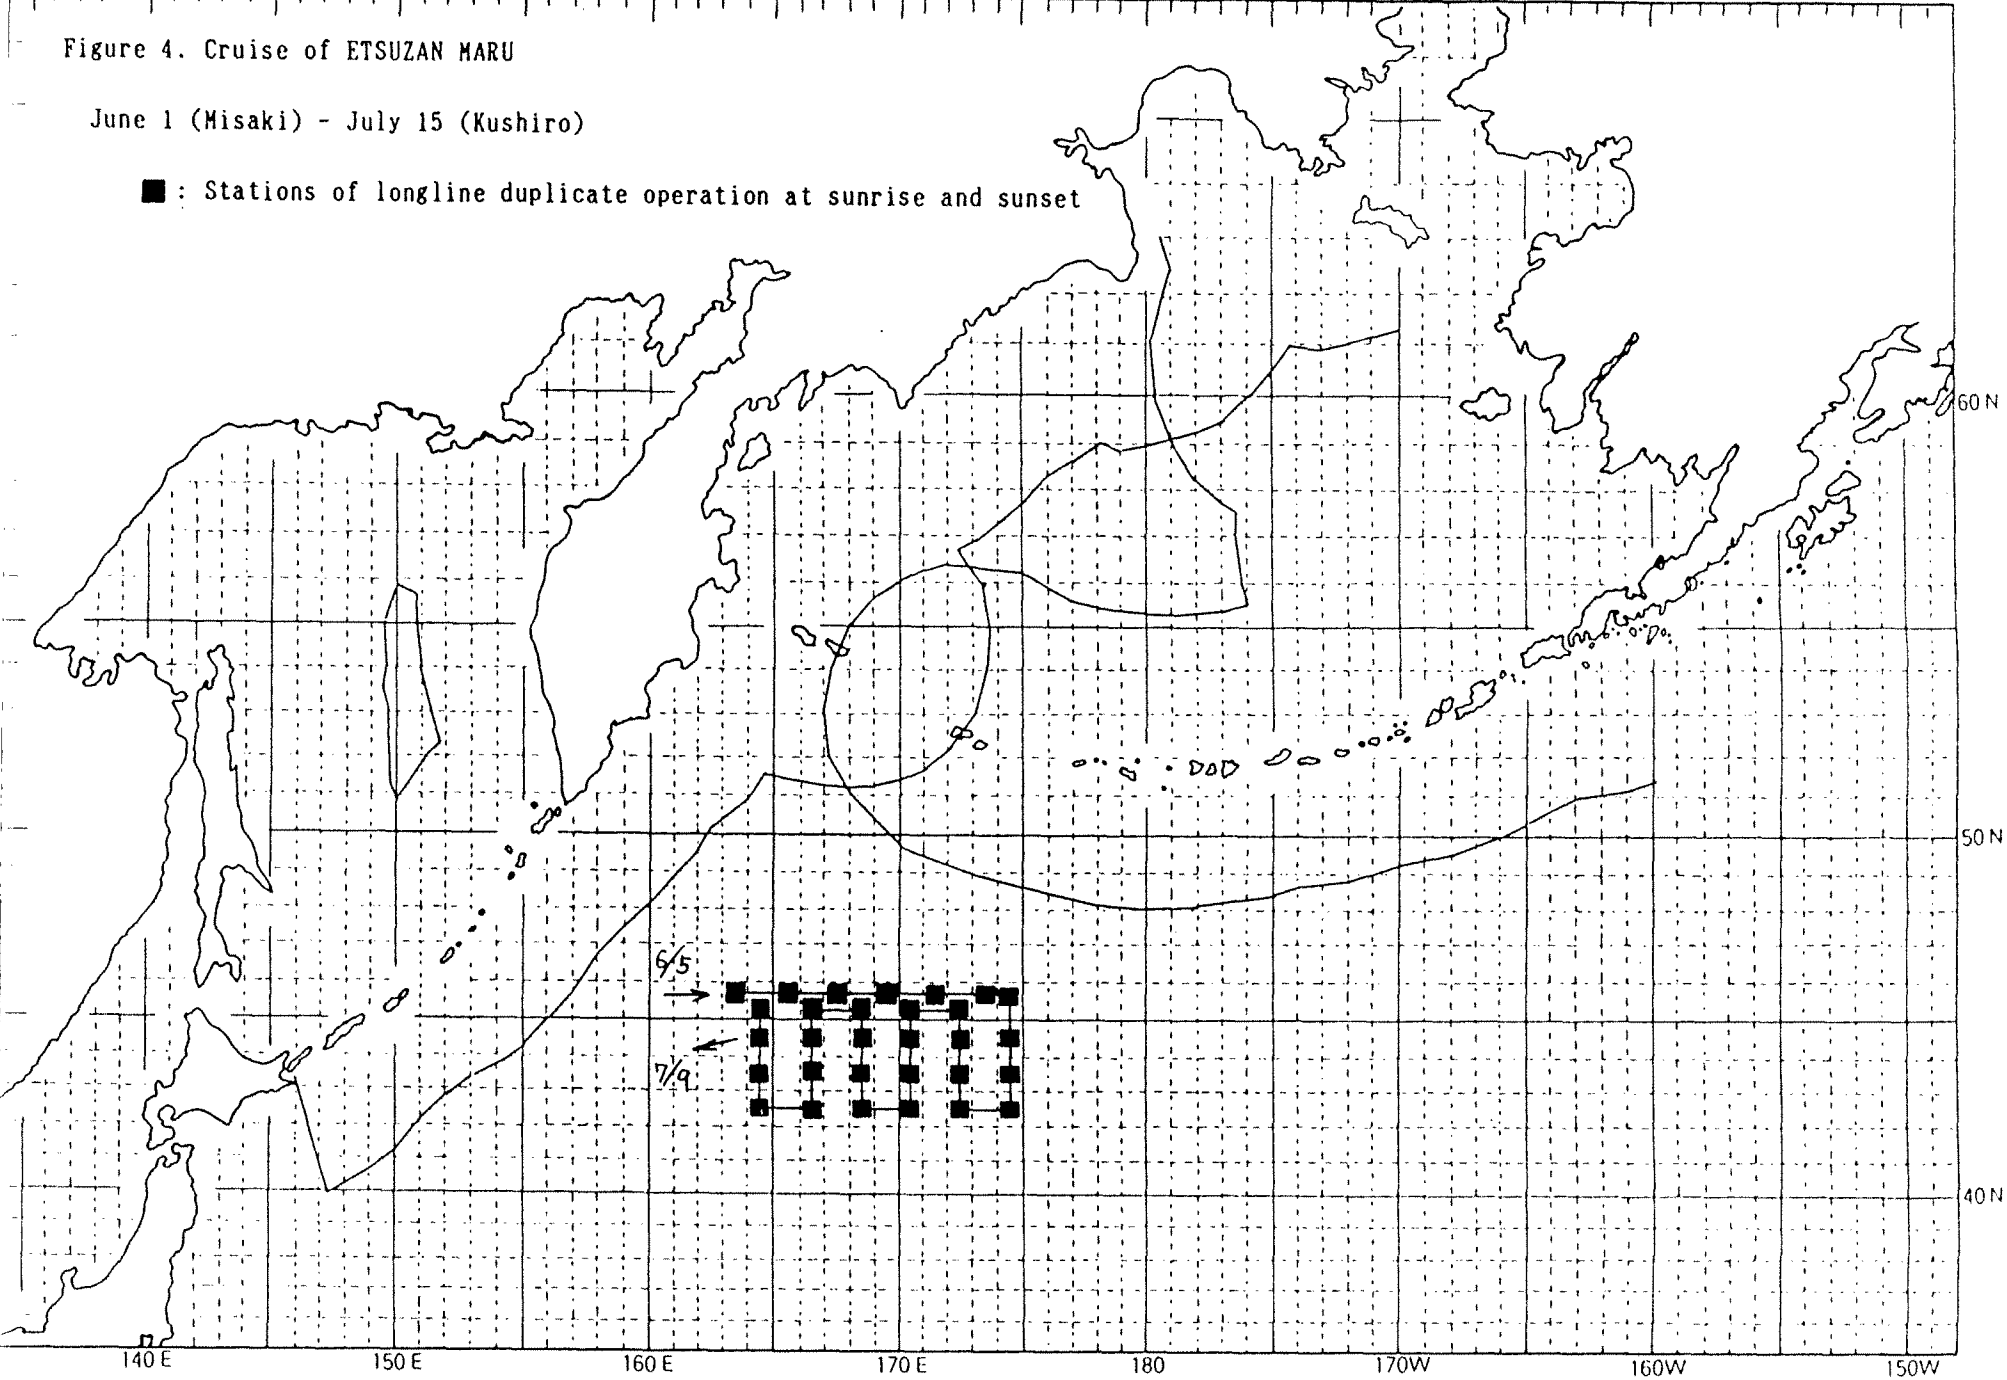 Figure 4. Cruise of ETSUZAN MARU
June 1 (Misaki) - July 15 (Kushiro)
■ : Stations of longline duplicate operation at sunrise and sunset
60 N
50 N
6/5
7/9
40 N
140 E 150 E 160 E 170 E 180 170W 160W 150W